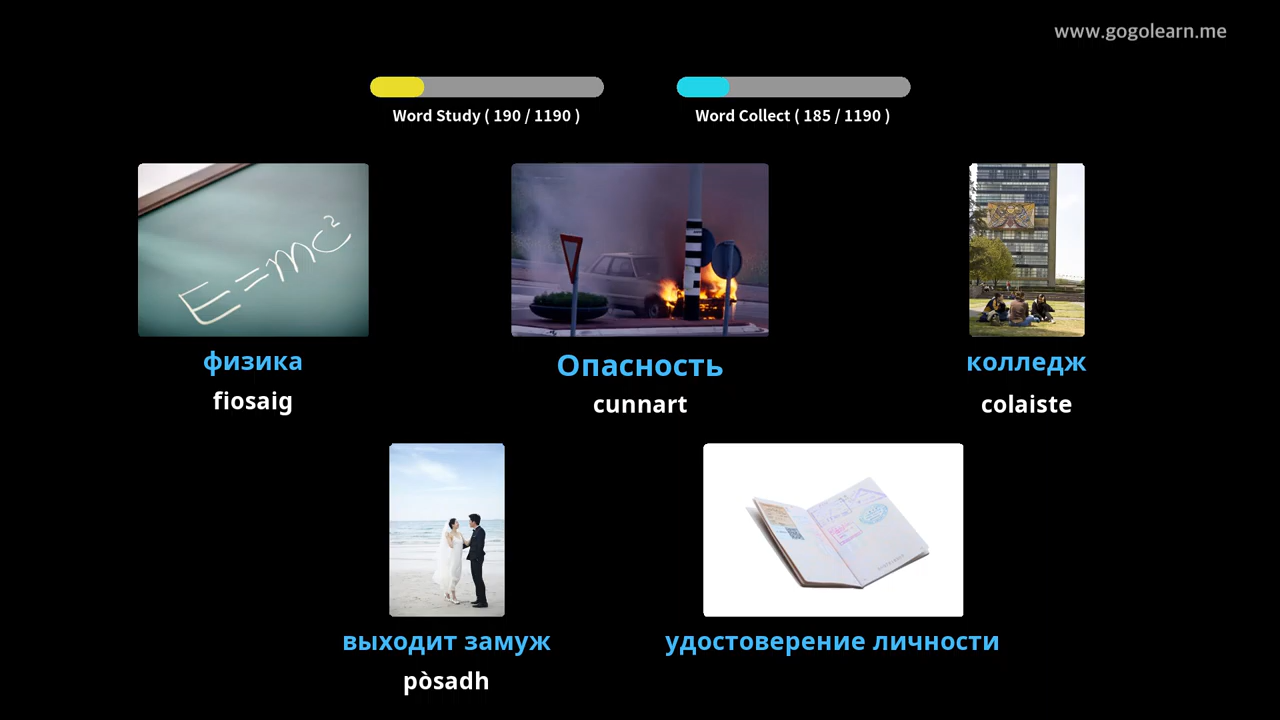 www.gogolearn.me
Word Study ( 190 / 1190 )
Word Collect ( 185 / 1190 )
E=mc²
физика
fiosaig
Опасность
cunnart
колледж
colaiste
выходит замуж
pòsadh
удостоверение личности